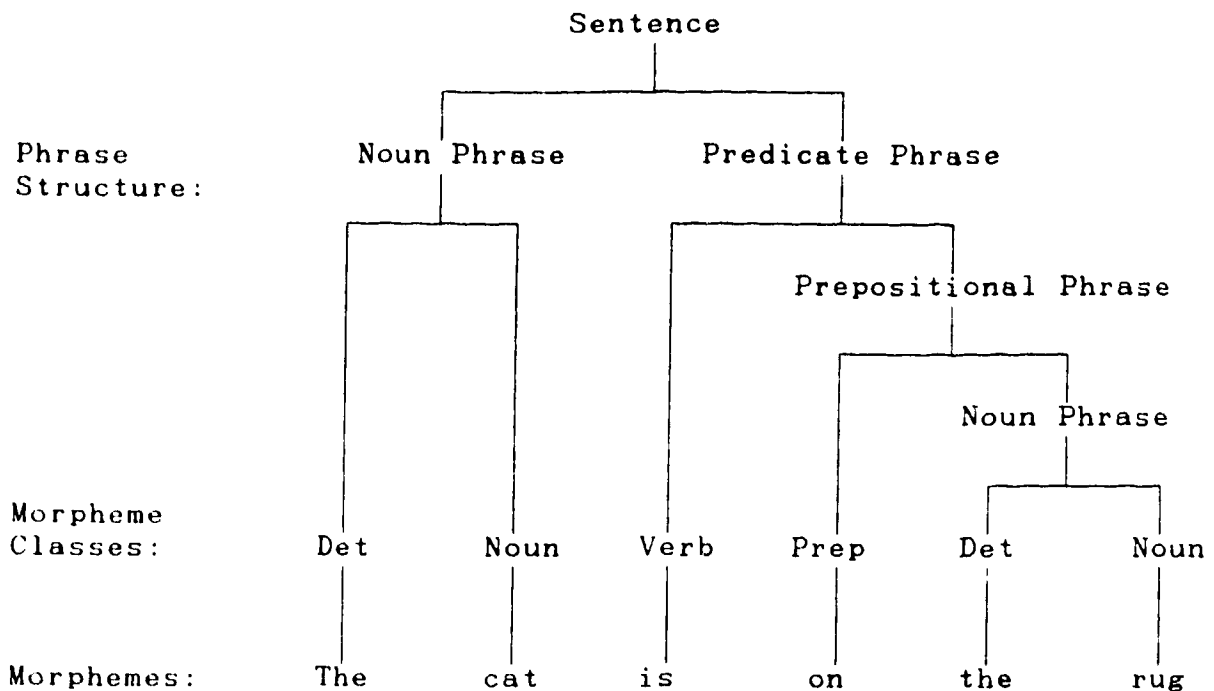 Sentence
Phrase Noun Phrase Predicate Phrase
Structure:
Prepositional Phrase
Noun Phrase
Morpheme
Classes: Det Noun Verb Prep Det Noun
Morphemes: The cat is on the rug